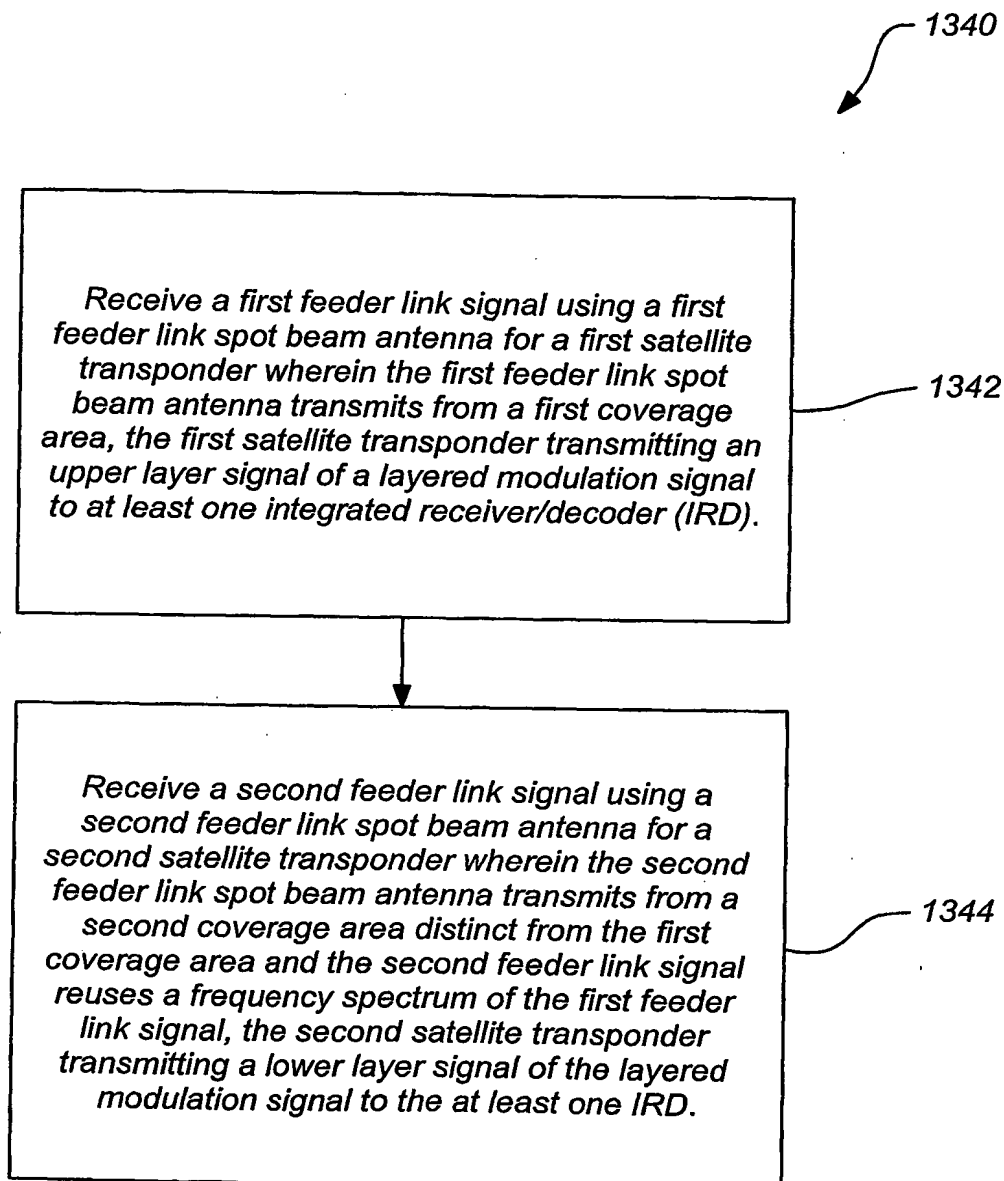 1340
Receive a first feeder link signal using a first
feeder link spot beam antenna for a first satellite
transponder wherein the first feeder link spot
beam antenna transmits from a first coverage
area, the first satellite transponder transmitting an
upper layer signal of a layered modulation signal
to at least one integrated receiver/decoder (IRD).
1342
Receive a second feeder link signal using a
second feeder link spot beam antenna for a
second satellite transponder wherein the second
feeder link spot beam antenna transmits from a
second coverage area distinct from the first
coverage area and the second feeder link signal
reuses a frequency spectrum of the first feeder
link signal, the second satellite transponder
transmitting a lower layer signal of the layered
modulation signal to the at least one IRD.
1344